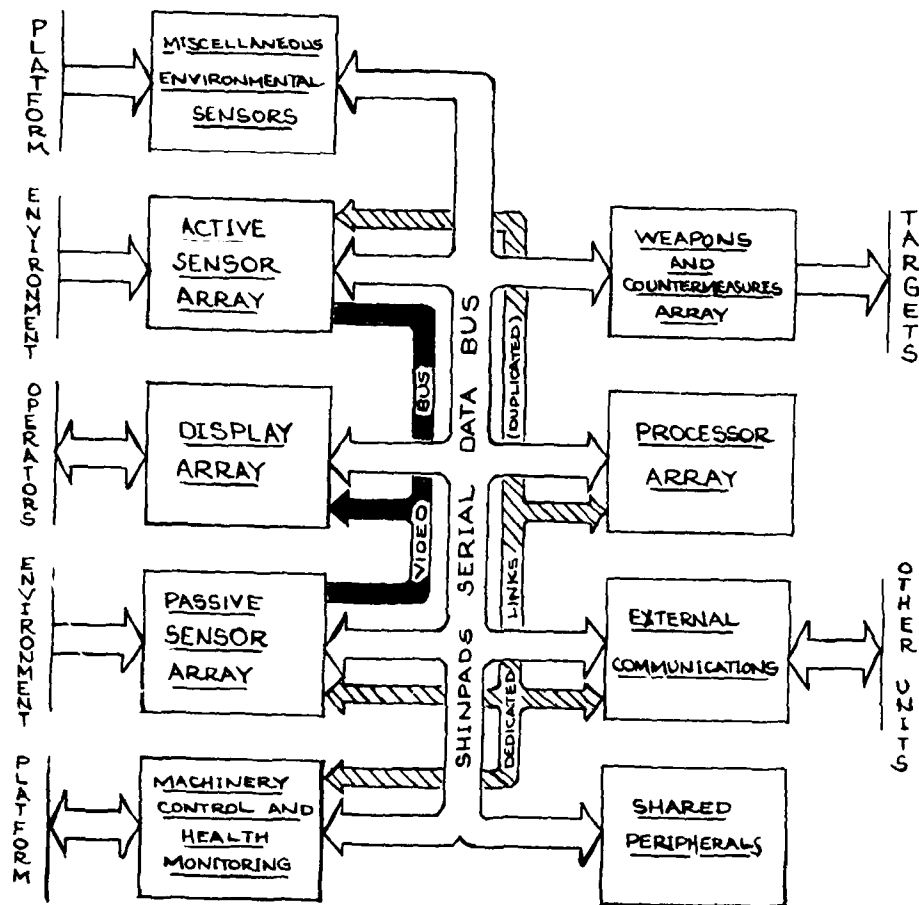 PLATFORM
MISCELLANEOUS
ENVIRONMENTAL
SENSORS
ENVIRONMENT
ACTIVE
SENSOR
ARRAY
WEAPONS
AND
COUNTERMEASURES
ARRAY
TARGETS
OPERATORS
DISPLAY
ARRAY
PROCESSOR
ARRAY
VIDEO BUS
SHINPADS SERIAL DATA BUS
DEDICATED LINKS (DUPLICATED)
ENVIRONMENT
PASSIVE
SENSOR
ARRAY
EXTERNAL
COMMUNICATIONS
OTHER UNITS
PLATFORM
MACHINERY
CONTROL AND
HEALTH
MONITORING
SHARED
PERIPHERALS